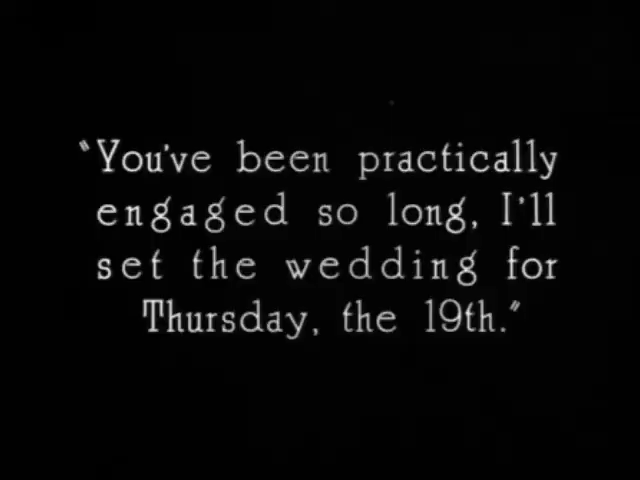 "You've been practically
engaged so long, I'll
set the wedding for
Thursday, the 19th."